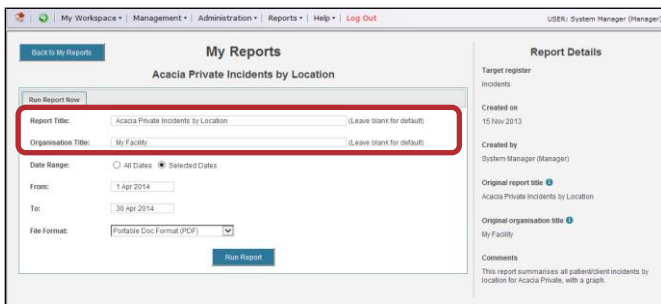 My Workspace Management Administration Reports Help Log Out
USER: System Manager (Manager)
Back to My Reports
My Reports
Acacia Private Incidents by Location
Run Report Now
Report Title: Acacia Private Incidents by Location (Leave blank for default)
Organisation Title: My Facility (Leave blank for default)
Date Range: All Dates Selected Dates
From: 1 Apr 2014
To: 30 Apr 2014
File Format: Portable Doc Format (PDF)
Run Report
Report Details
Target register
Incidents
Created on
15 Nov 2013
Created by
System Manager (Manager)
Original report title
Acacia Private Incidents by Location
Original organisation title
My Facility
Comments
This report summarises all patient/client incidents by
location for Acacia Private, with a graph.